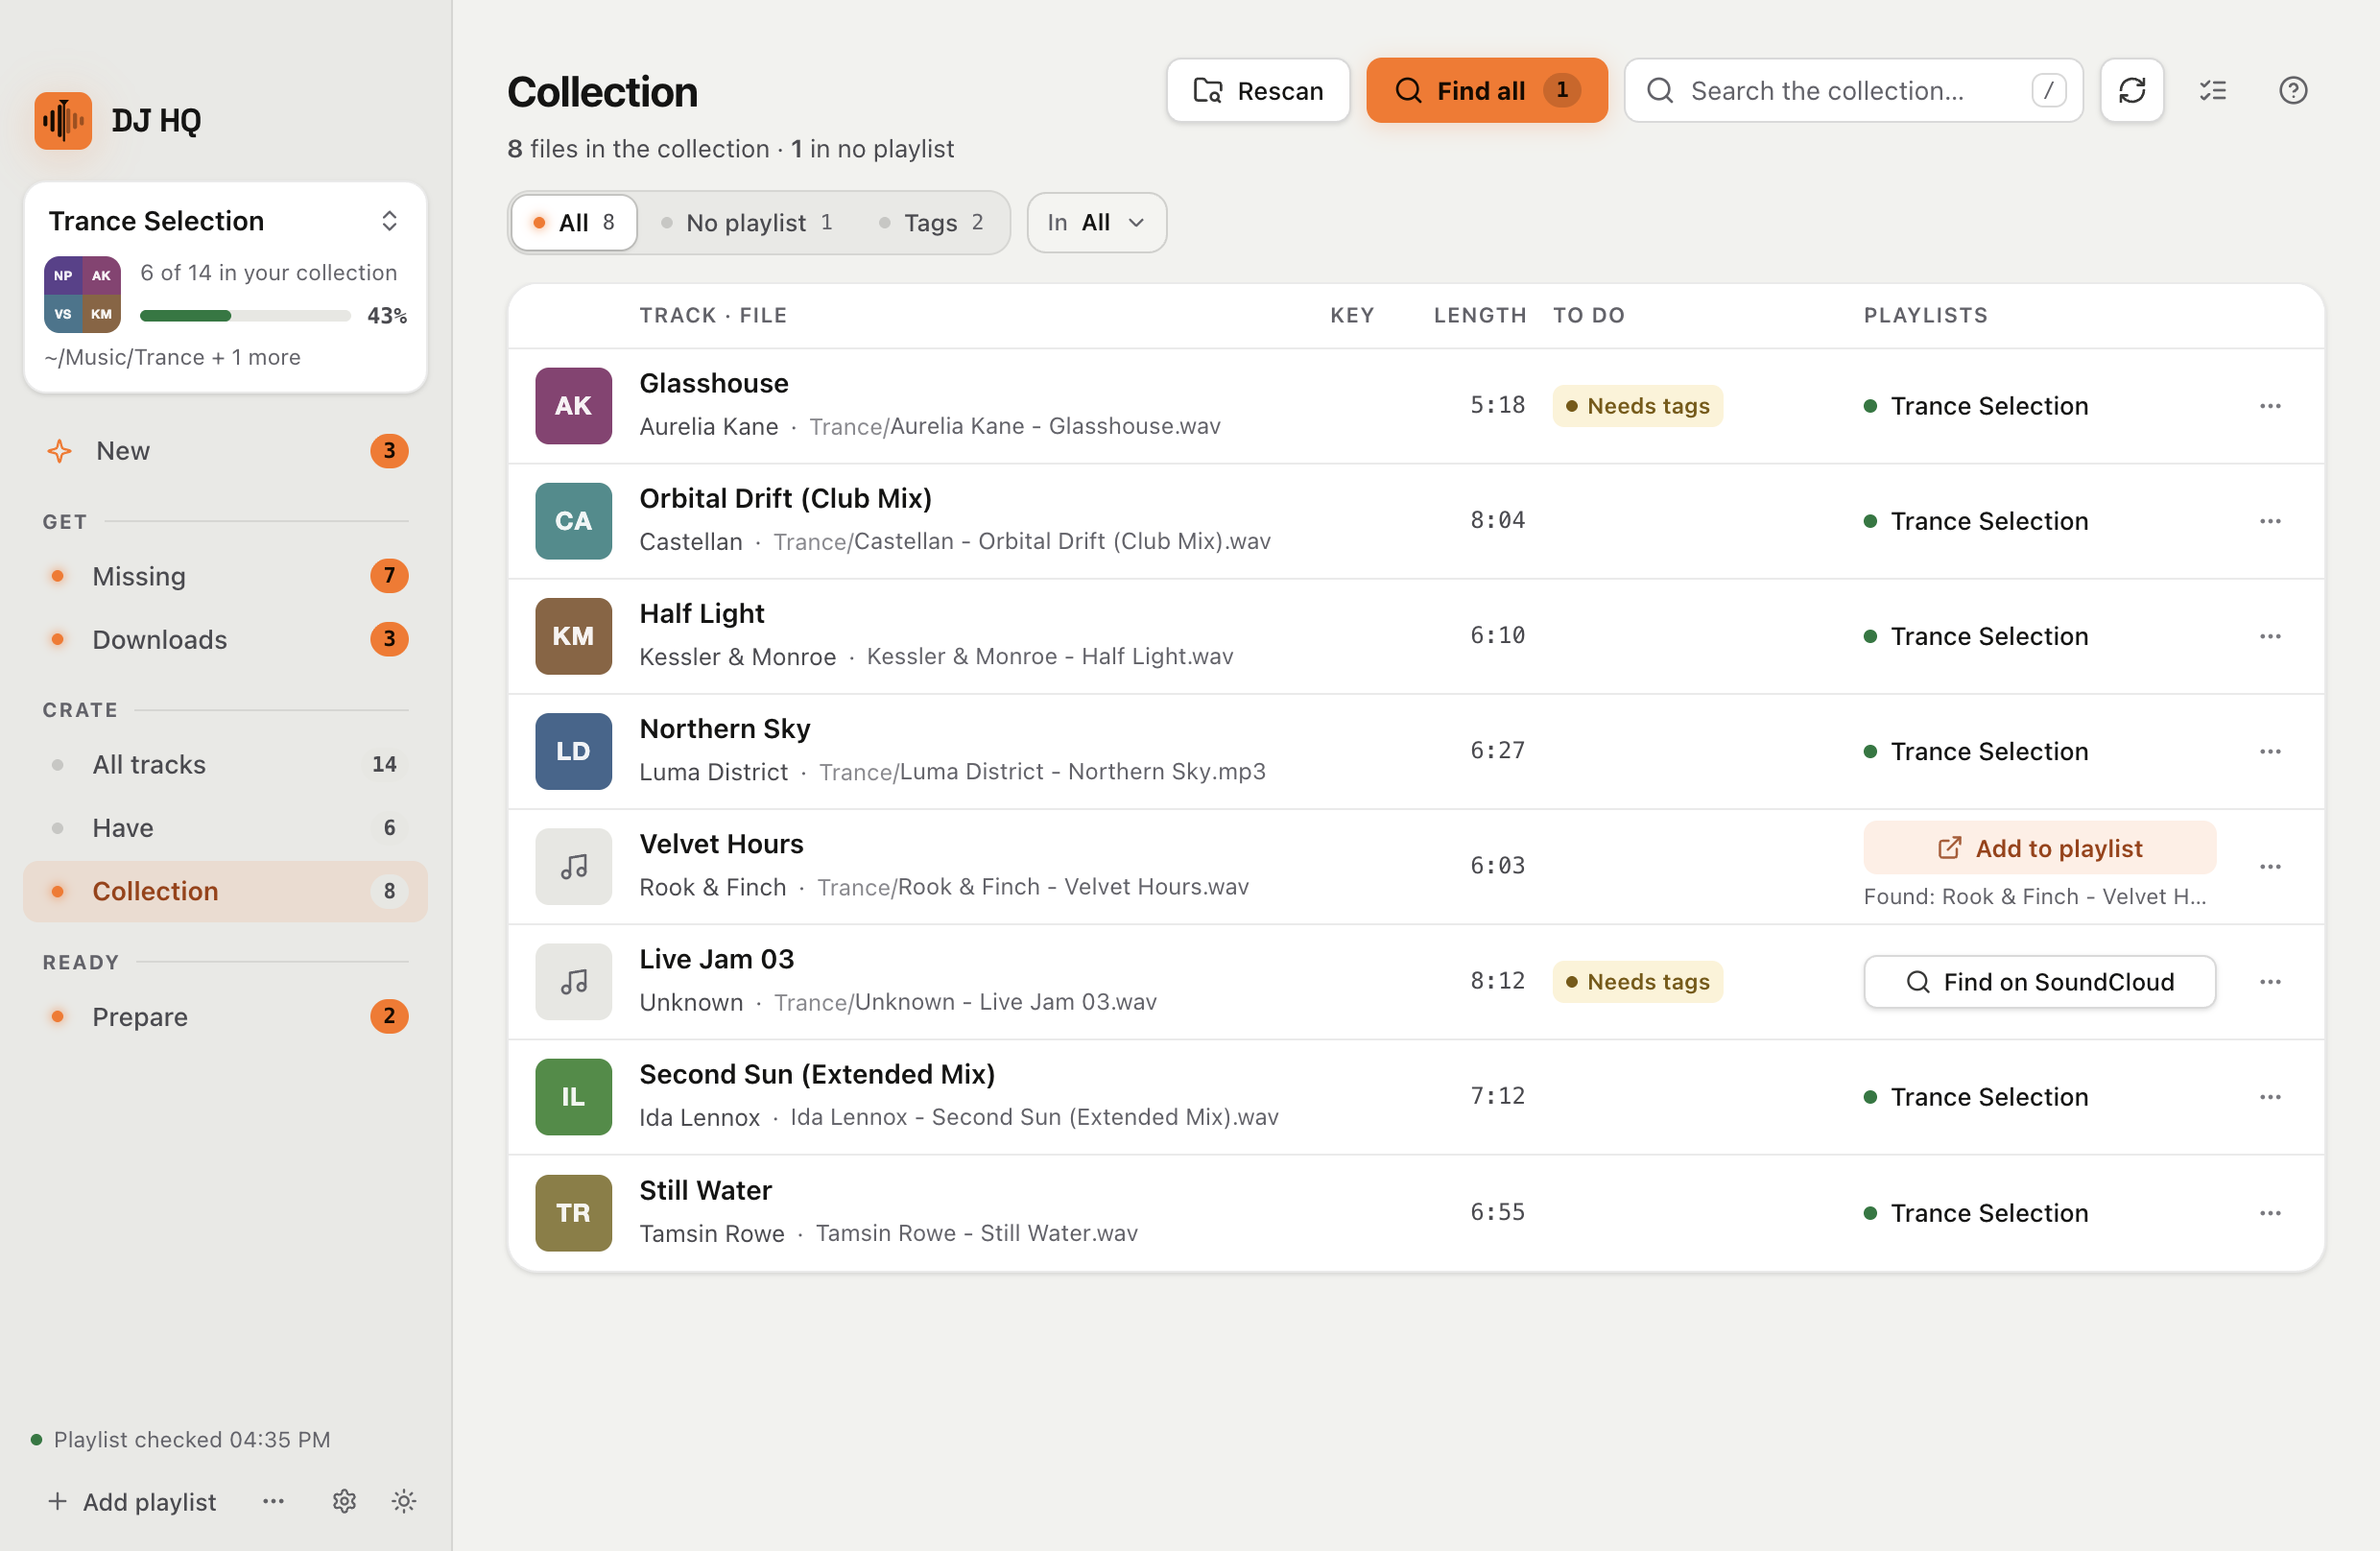 DJ HQ
Trance Selection
NP AK
VS KM
6 of 14 in your collection
43%
~/Music/Trance + 1 more
New 3
GET
Missing 7
Downloads 3
CRATE
All tracks 14
Have 6
Collection 8
READY
Prepare 2
Playlist checked 04:35 PM
Add playlist
Collection
8 files in the collection · 1 in no playlist
Rescan
Find all 1
Search the collection... /
All 8
No playlist 1
Tags 2
In All
TRACK · FILE KEY LENGTH TO DO PLAYLISTS
AK
Glasshouse
Aurelia Kane · Trance/Aurelia Kane - Glasshouse.wav
5:18 Needs tags Trance Selection
CA
Orbital Drift (Club Mix)
Castellan · Trance/Castellan - Orbital Drift (Club Mix).wav
8:04 Trance Selection
KM
Half Light
Kessler & Monroe · Kessler & Monroe - Half Light.wav
6:10 Trance Selection
LD
Northern Sky
Luma District · Trance/Luma District - Northern Sky.mp3
6:27 Trance Selection
Velvet Hours
Rook & Finch · Trance/Rook & Finch - Velvet Hours.wav
6:03 Add to playlist
Found: Rook & Finch - Velvet H...
Live Jam 03
Unknown · Trance/Unknown - Live Jam 03.wav
8:12 Needs tags Find on SoundCloud
IL
Second Sun (Extended Mix)
Ida Lennox · Ida Lennox - Second Sun (Extended Mix).wav
7:12 Trance Selection
TR
Still Water
Tamsin Rowe · Tamsin Rowe - Still Water.wav
6:55 Trance Selection